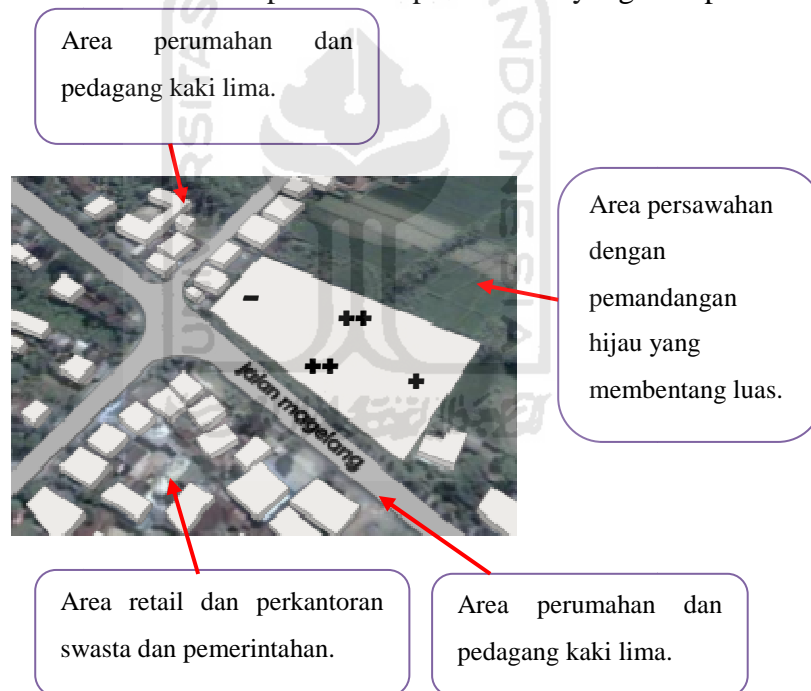 Area perumahan dan
pedagang kaki lima.
Area persawahan
dengan
pemandangan
hijau yang
membentang luas.
-
++
++
+
jalan magelang
Area retail dan perkantoran
swasta dan pemerintahan.
Area perumahan dan
pedagang kaki lima.